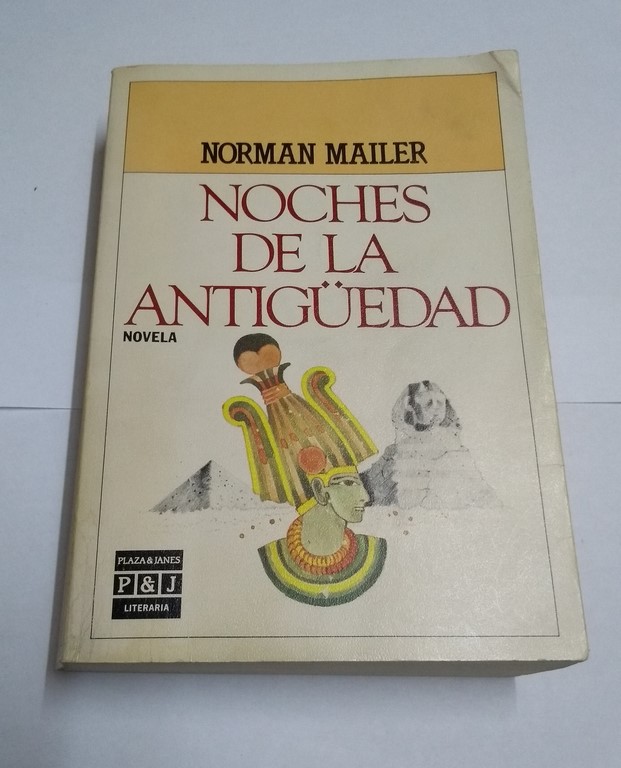 NORMAN MAILER
NOCHES
DE LA
ANTIGÜEDAD
NOVELA
PLAZA & JANES
P & J
LITERARIA